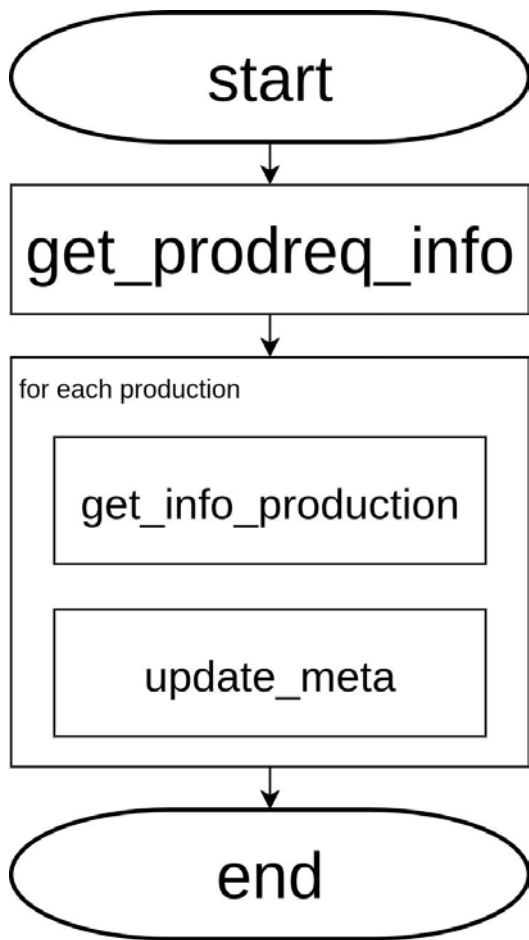 start
get_prodreq_info
for each production
get_info_production
update_meta
end